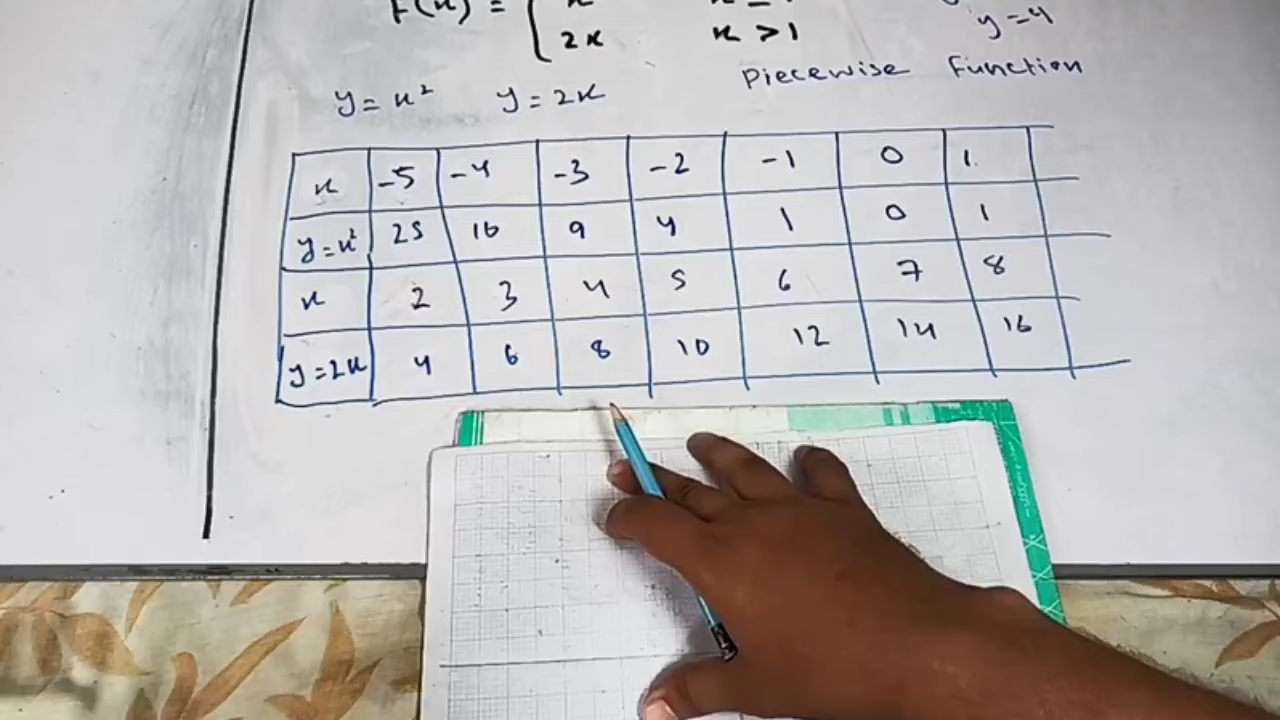 F(x) = { x
2x x > 1
y = 4
Piecewise Function
y = x² y = 2x
x -5 -4 -3 -2 -1 0 1
y = x² 25 16 9 4 1 0 1
x 2 3 4 5 6 7 8
y = 2x 4 6 8 10 12 14 16